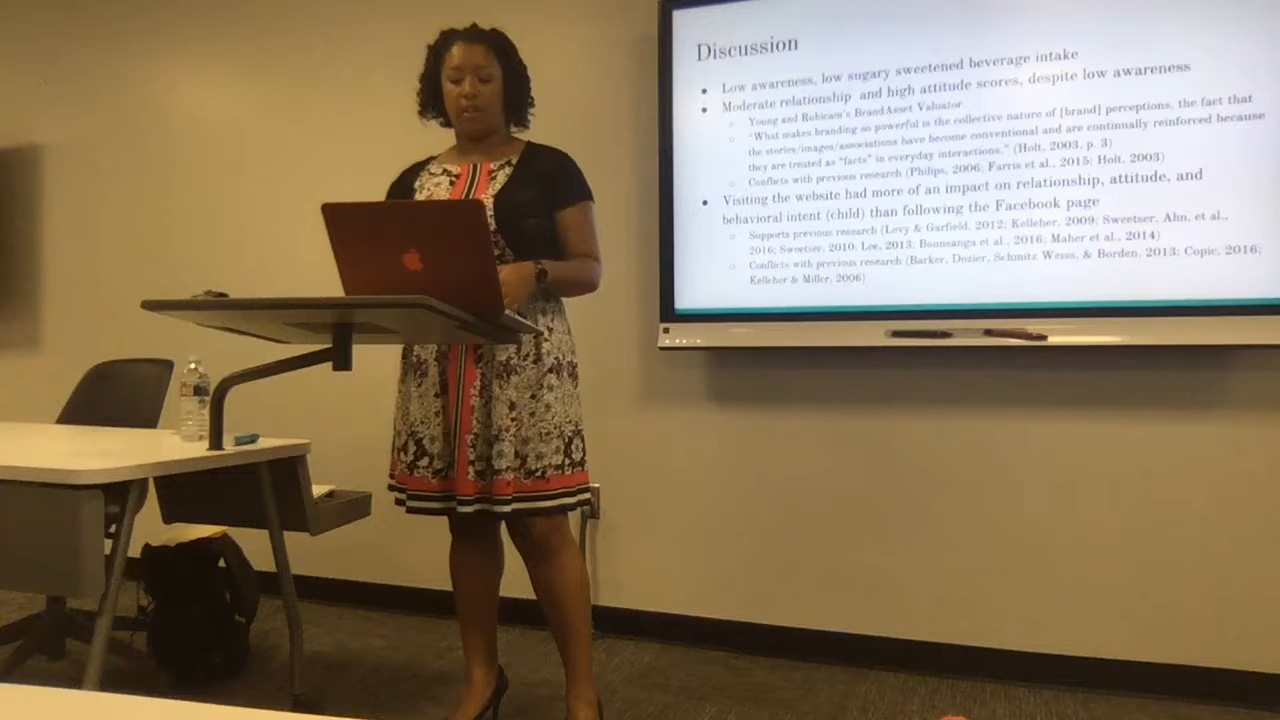 Discussion
● Low awareness, low sugary sweetened beverage intake
● Moderate relationship and high attitude scores, despite low awareness
○ Young and Rubicam's BrandAsset Valuator
○ "What makes branding so powerful is the collective nature of [brand] perceptions, the fact that
the stories/images/associations have become conventional and are continually reinforced because
they are treated as "facts" in everyday interactions." (Holt, 2003, p. 3)
○ Conflicts with previous research (Philips, 2006; Farris et al., 2015; Holt, 2003)
● Visiting the website had more of an impact on relationship, attitude, and
behavioral intent (child) than following the Facebook page
○ Supports previous research (Levy & Garfield, 2012; Kelleher, 2009; Sweetser, Ahn, et al.,
2016; Sweetser, 2010; Lee, 2013; Bounsanga et al., 2016; Maher et al., 2014)
○ Conflicts with previous research (Barker, Dozier, Schmitz Weiss, & Borden, 2013; Copic, 2016;
Kelleher & Miller, 2006)